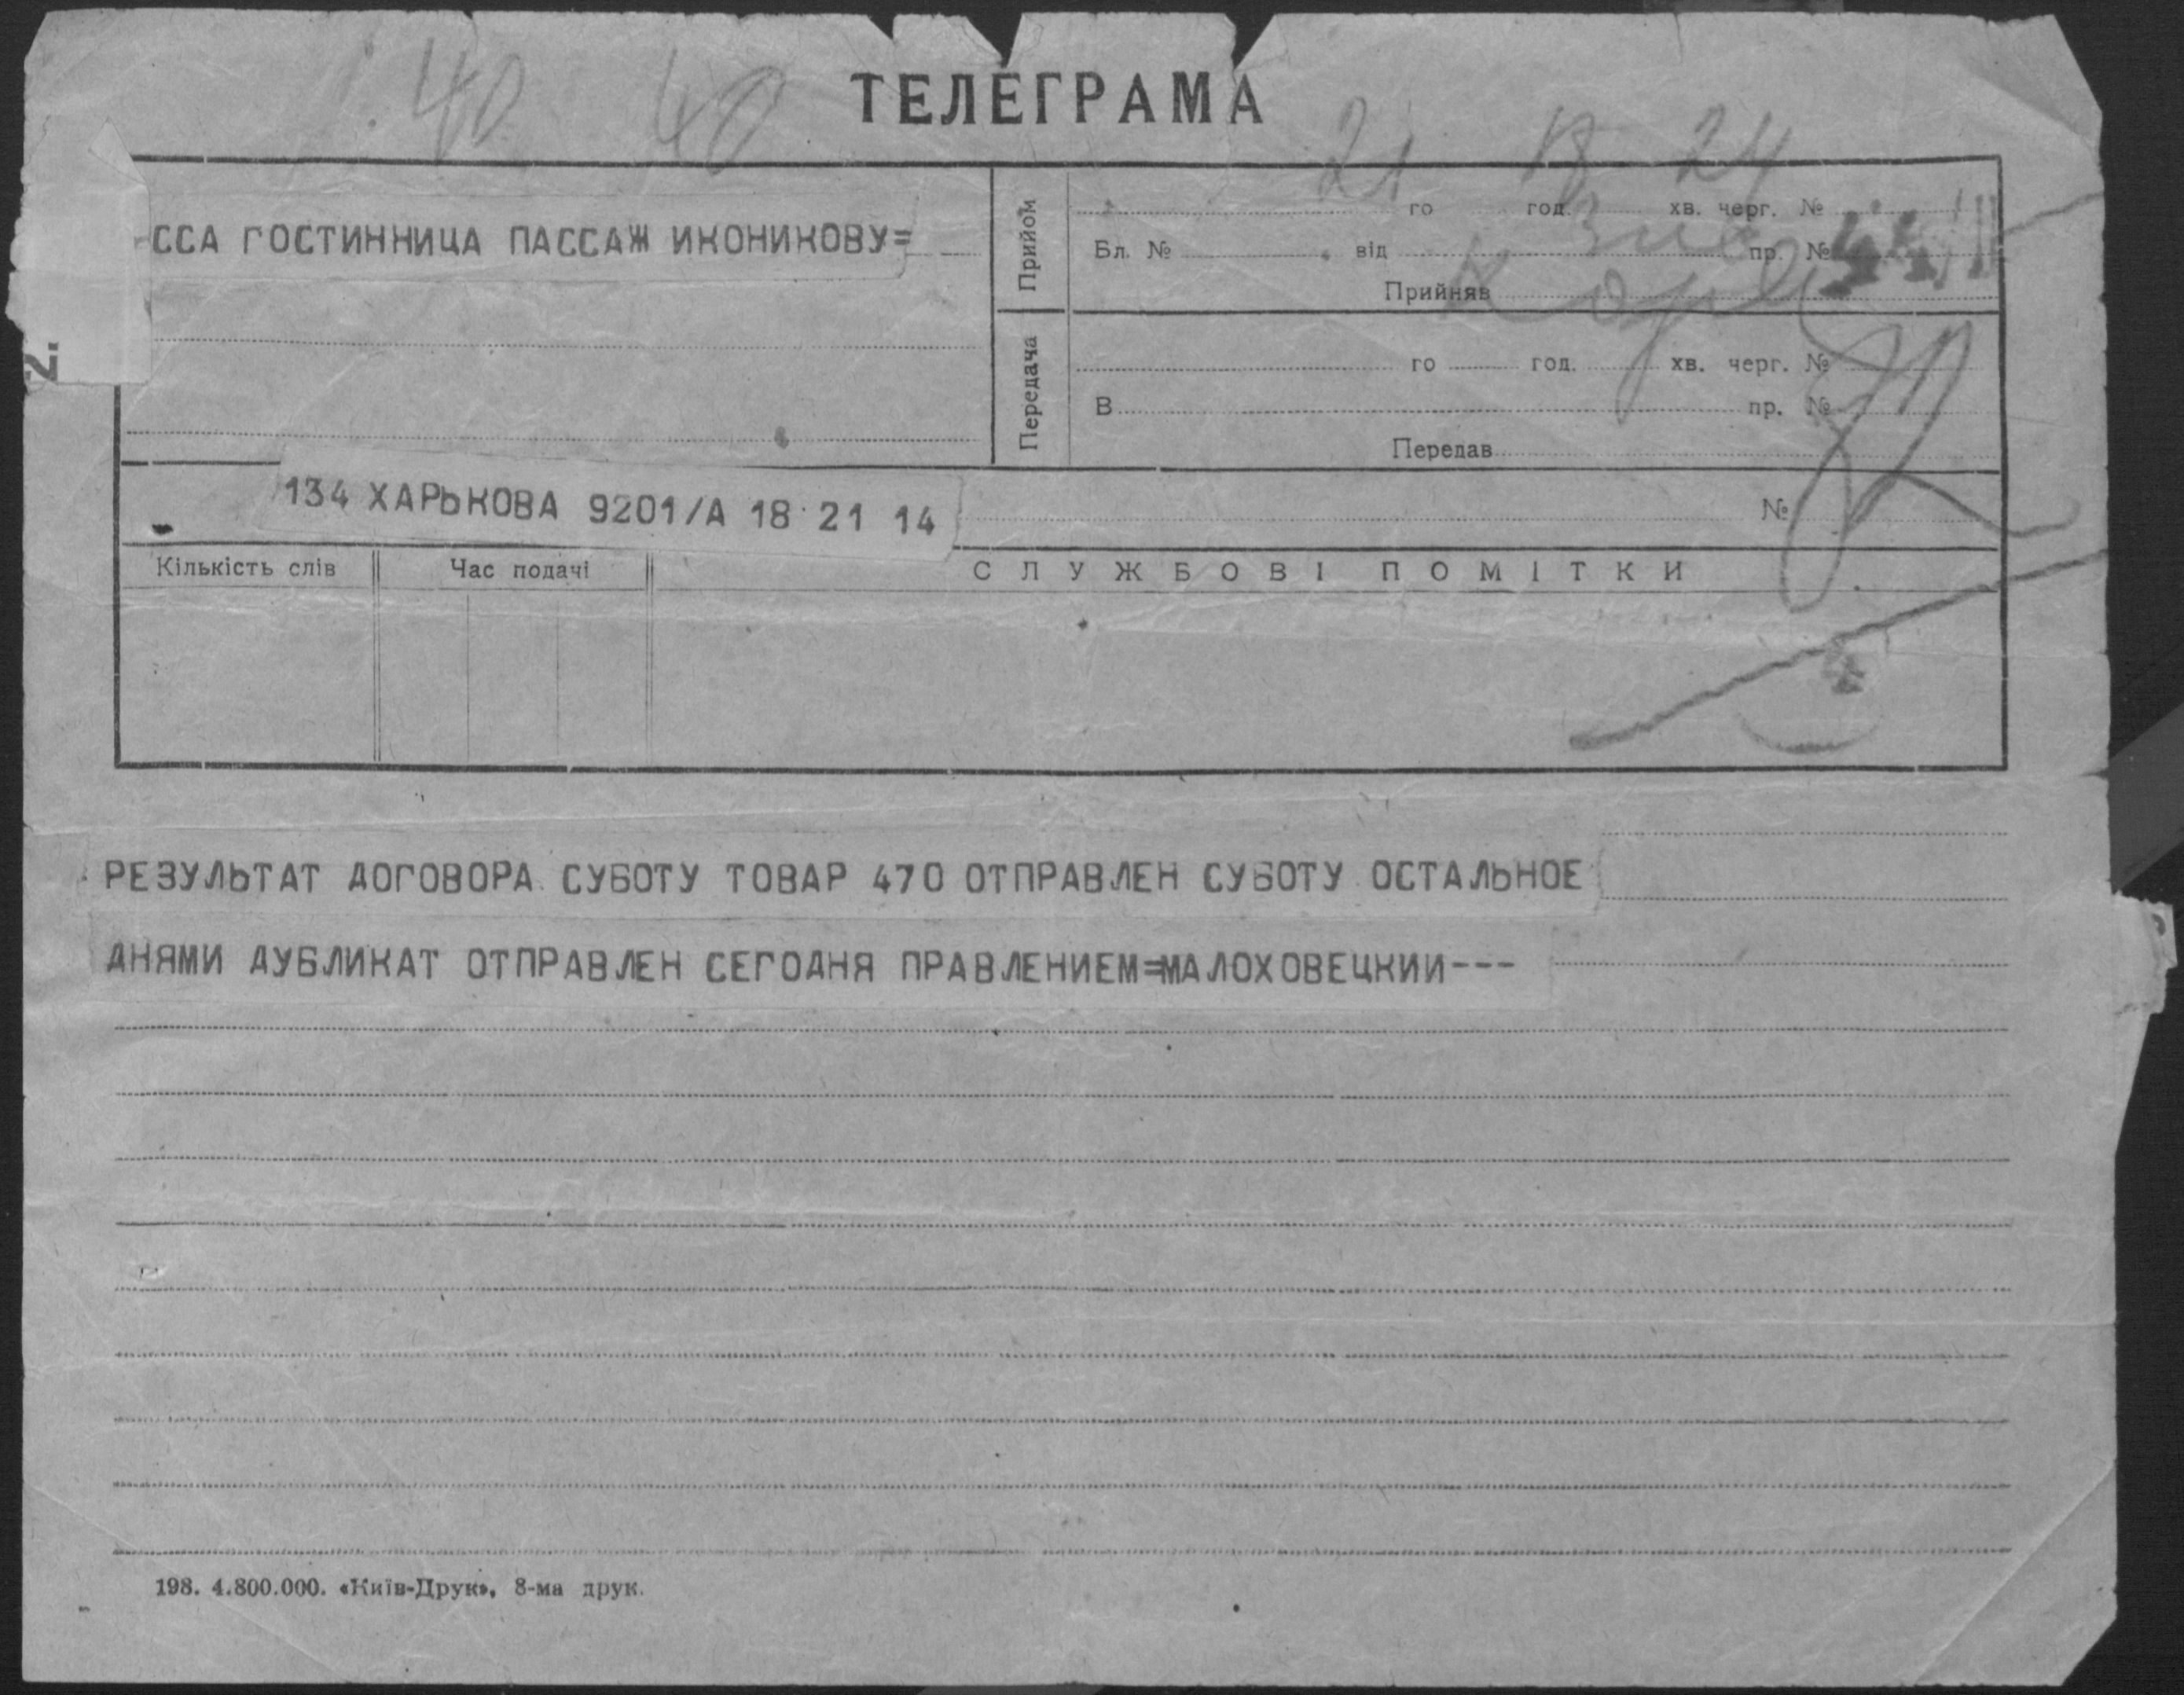 40 40
ТЕЛЕГРАМА
21 18 24
ССА ГОСТИННИЦА ПАССАЖ ИКОНИКОВУ=
Прийом
го год. хв. черг. №
Бл. № від пр. №
Прийняв
Передача
го год. хв. черг. №
В пр. №
Передав
134 ХАРЬКОВА 9201/А 18 21 14
№
Кількість слів Час подачі СЛУЖБОВІ ПОМІТКИ
РЕЗУЛЬТАТ ДОГОВОРА СУБОТУ ТОВАР 470 ОТПРАВЛЕН СУБОТУ ОСТАЛЬНОЕ
ДНЯМИ ДУБЛИКАТ ОТПРАВЛЕН СЕГОДНЯ ПРАВЛЕНИЕМ=МАЛОХОВЕЦКИИ---
198. 4.800.000. «Київ-Друк», 8-ма друк.